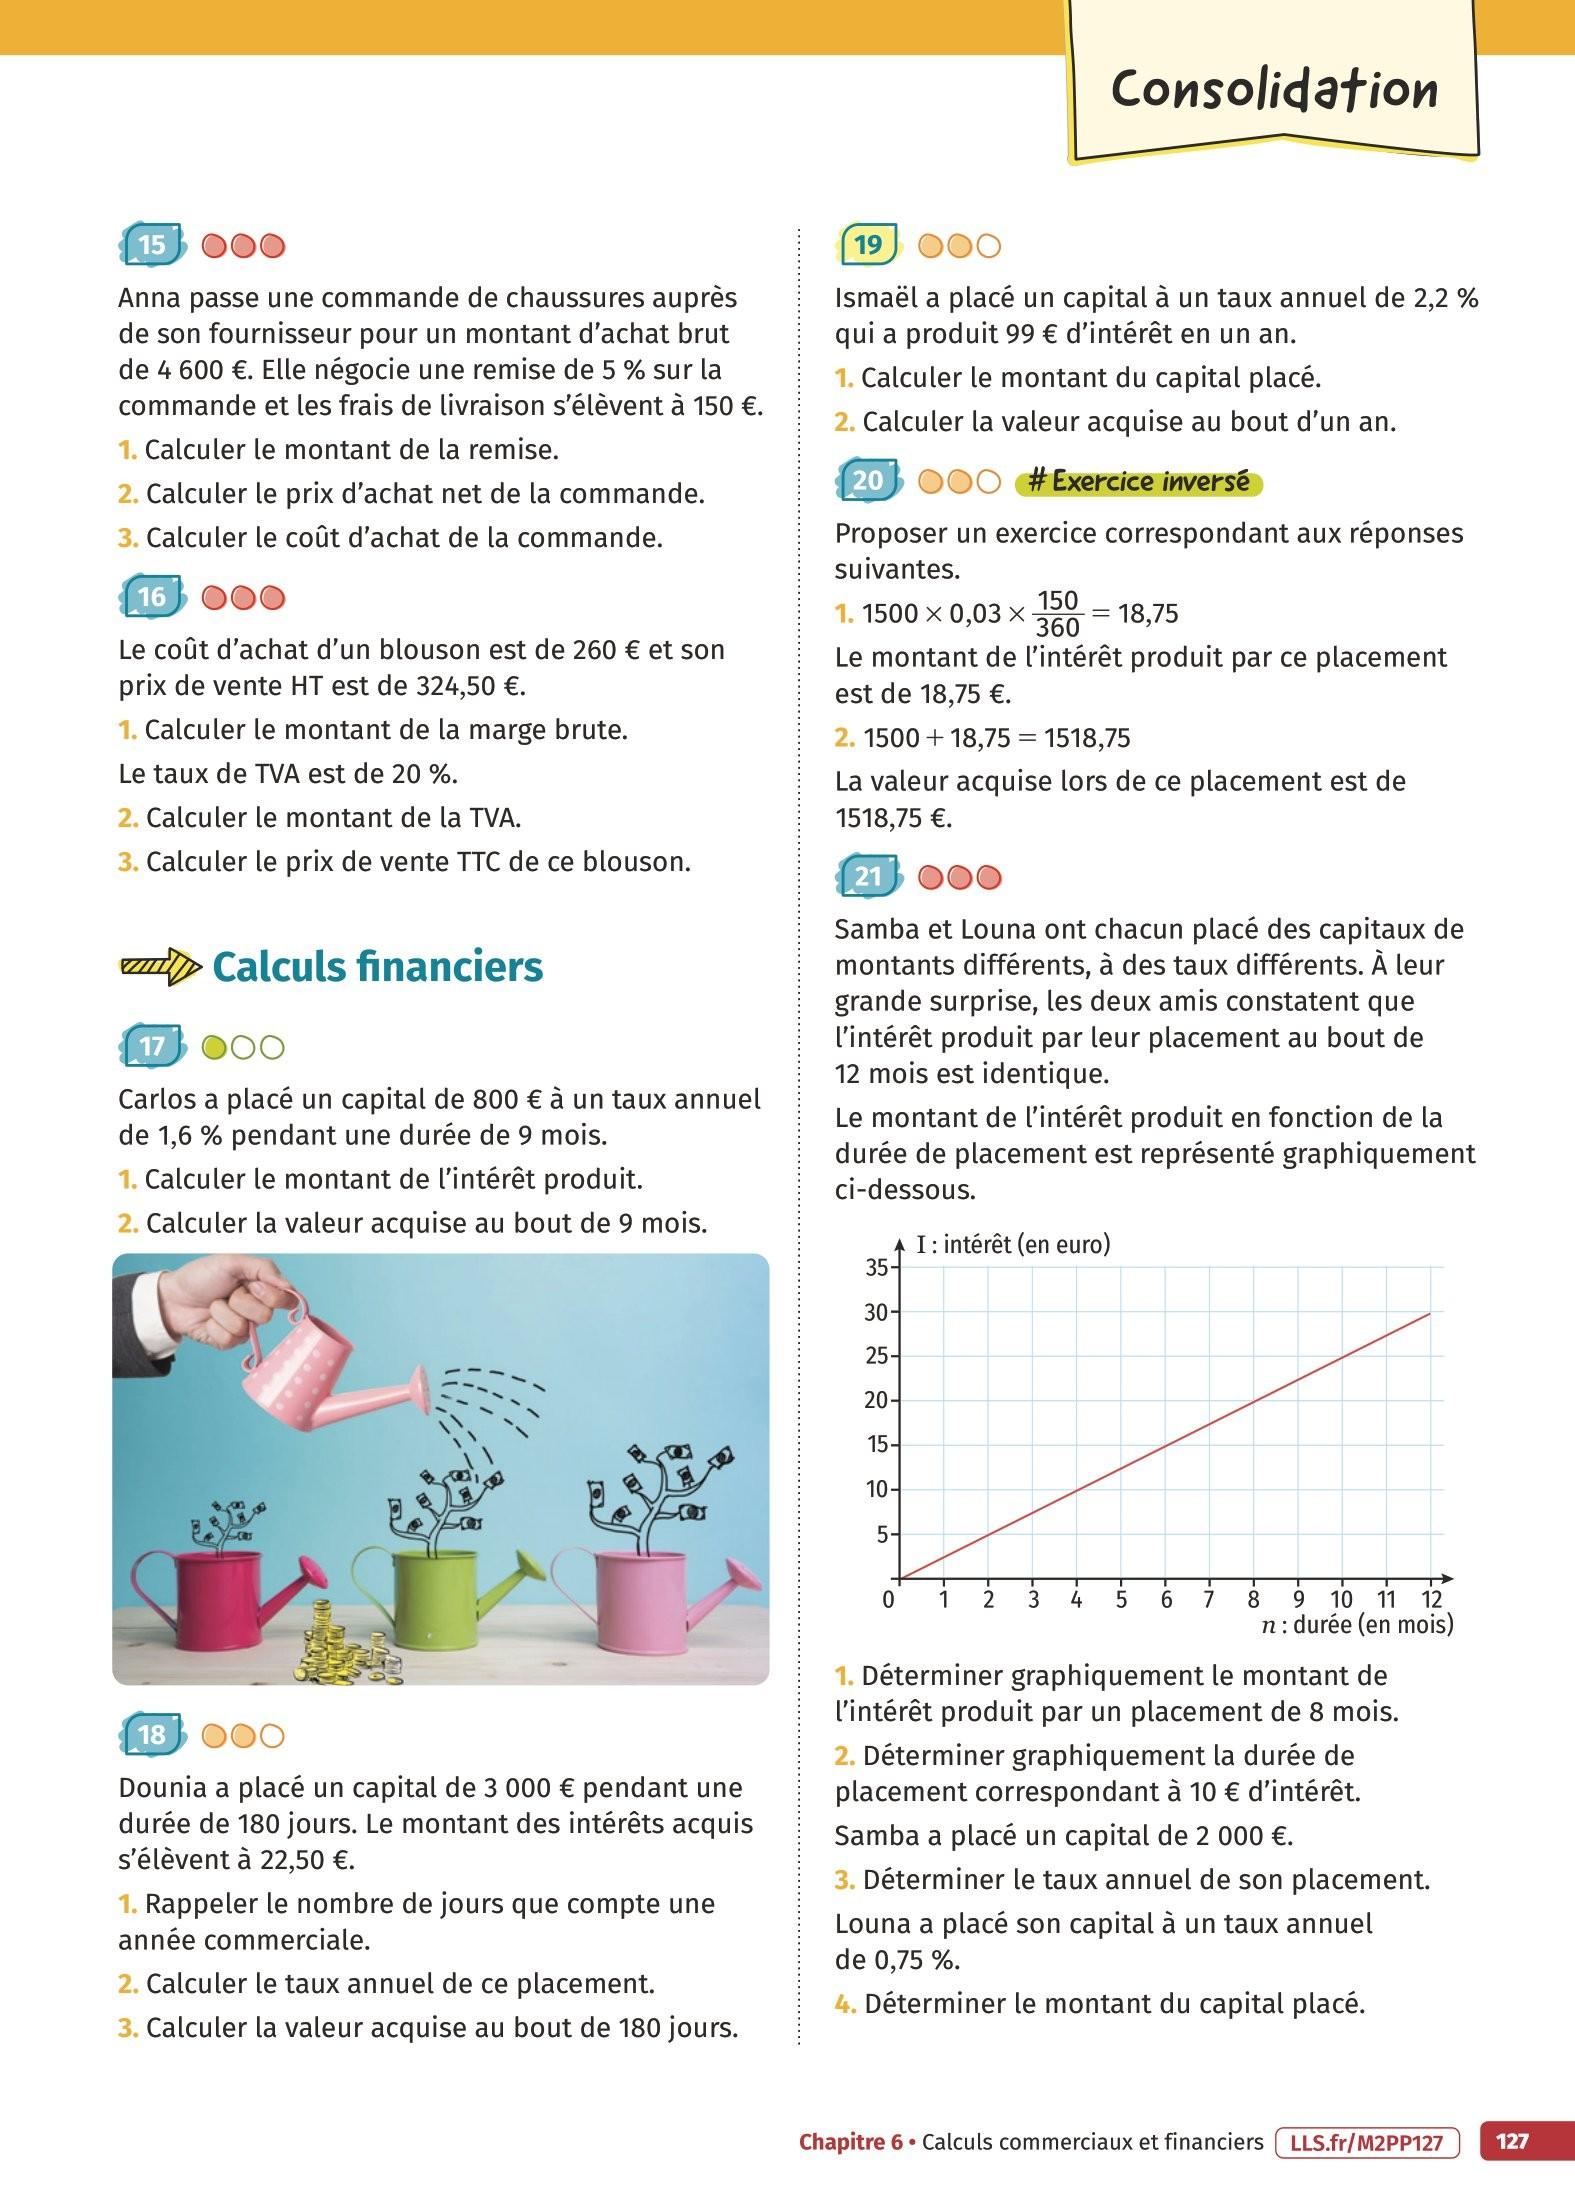 Consolidation
15
Anna passe une commande de chaussures auprès
de son fournisseur pour un montant d'achat brut
de 4 600 €. Elle négocie une remise de 5 % sur la
commande et les frais de livraison s'élèvent à 150 €.
1. Calculer le montant de la remise.
2. Calculer le prix d'achat net de la commande.
3. Calculer le coût d'achat de la commande.
16
Le coût d'achat d'un blouson est de 260 € et son
prix de vente HT est de 324,50 €.
1. Calculer le montant de la marge brute.
Le taux de TVA est de 20 %.
2. Calculer le montant de la TVA.
3. Calculer le prix de vente TTC de ce blouson.
Calculs financiers
17
Carlos a placé un capital de 800 € à un taux annuel
de 1,6 % pendant une durée de 9 mois.
1. Calculer le montant de l'intérêt produit.
2. Calculer la valeur acquise au bout de 9 mois.
18
Dounia a placé un capital de 3 000 € pendant une
durée de 180 jours. Le montant des intérêts acquis
s'élèvent à 22,50 €.
1. Rappeler le nombre de jours que compte une
année commerciale.
2. Calculer le taux annuel de ce placement.
3. Calculer la valeur acquise au bout de 180 jours.
19
Ismaël a placé un capital à un taux annuel de 2,2 %
qui a produit 99 € d'intérêt en un an.
1. Calculer le montant du capital placé.
2. Calculer la valeur acquise au bout d'un an.
20 # Exercice inversé
Proposer un exercice correspondant aux réponses
suivantes.
1. 1500 × 0,03 × 150/360 = 18,75
Le montant de l'intérêt produit par ce placement
est de 18,75 €.
2. 1500 + 18,75 = 1518,75
La valeur acquise lors de ce placement est de
1518,75 €.
21
Samba et Louna ont chacun placé des capitaux de
montants différents, à des taux différents. À leur
grande surprise, les deux amis constatent que
l'intérêt produit par leur placement au bout de
12 mois est identique.
Le montant de l'intérêt produit en fonction de la
durée de placement est représenté graphiquement
ci-dessous.
I : intérêt (en euro)
35
30
25
20
15
10
5
0 1 2 3 4 5 6 7 8 9 10 11 12
n : durée (en mois)
1. Déterminer graphiquement le montant de
l'intérêt produit par un placement de 8 mois.
2. Déterminer graphiquement la durée de
placement correspondant à 10 € d'intérêt.
Samba a placé un capital de 2 000 €.
3. Déterminer le taux annuel de son placement.
Louna a placé son capital à un taux annuel
de 0,75 %.
4. Déterminer le montant du capital placé.
Chapitre 6 • Calculs commerciaux et financiers LLS.fr/M2PP127 127